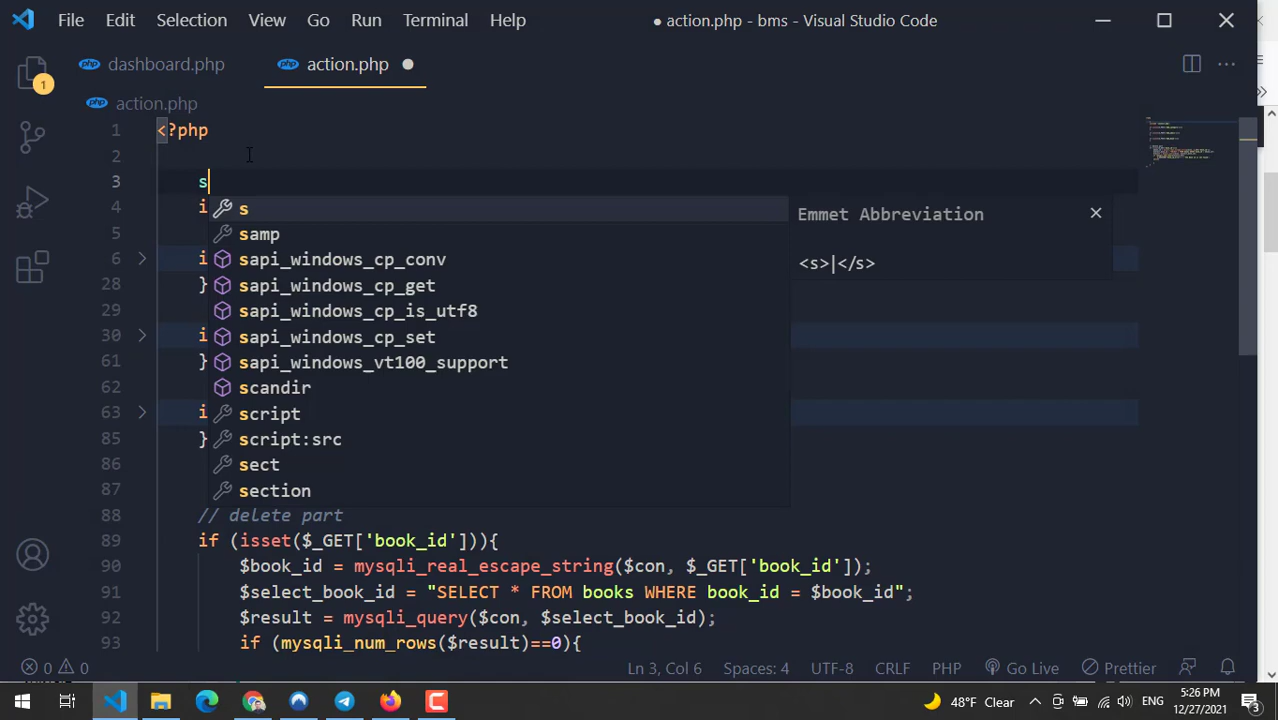 File Edit Selection View Go Run Terminal Help ● action.php - bms - Visual Studio Code
dashboard.php action.php
action.php
1 <?php
2
3 s
4 i
5
6 i
28 }
29
30 i
61 }
62
63 i
85 }
86
87
s
samp
sapi_windows_cp_conv
sapi_windows_cp_get
sapi_windows_cp_is_utf8
sapi_windows_cp_set
sapi_windows_vt100_support
scandir
script
script:src
sect
section
Emmet Abbreviation
<s>|</s>
88 // delete part
89 if (isset($_GET['book_id'])){
90 $book_id = mysqli_real_escape_string($con, $_GET['book_id']);
91 $select_book_id = "SELECT * FROM books WHERE book_id = $book_id";
92 $result = mysqli_query($con, $select_book_id);
93 if (mysqli_num_rows($result)==0){
1
0 0 Ln 3, Col 6 Spaces: 4 UTF-8 CRLF PHP Go Live Prettier
48°F Clear ENG 5:26 PM
12/27/2021 3